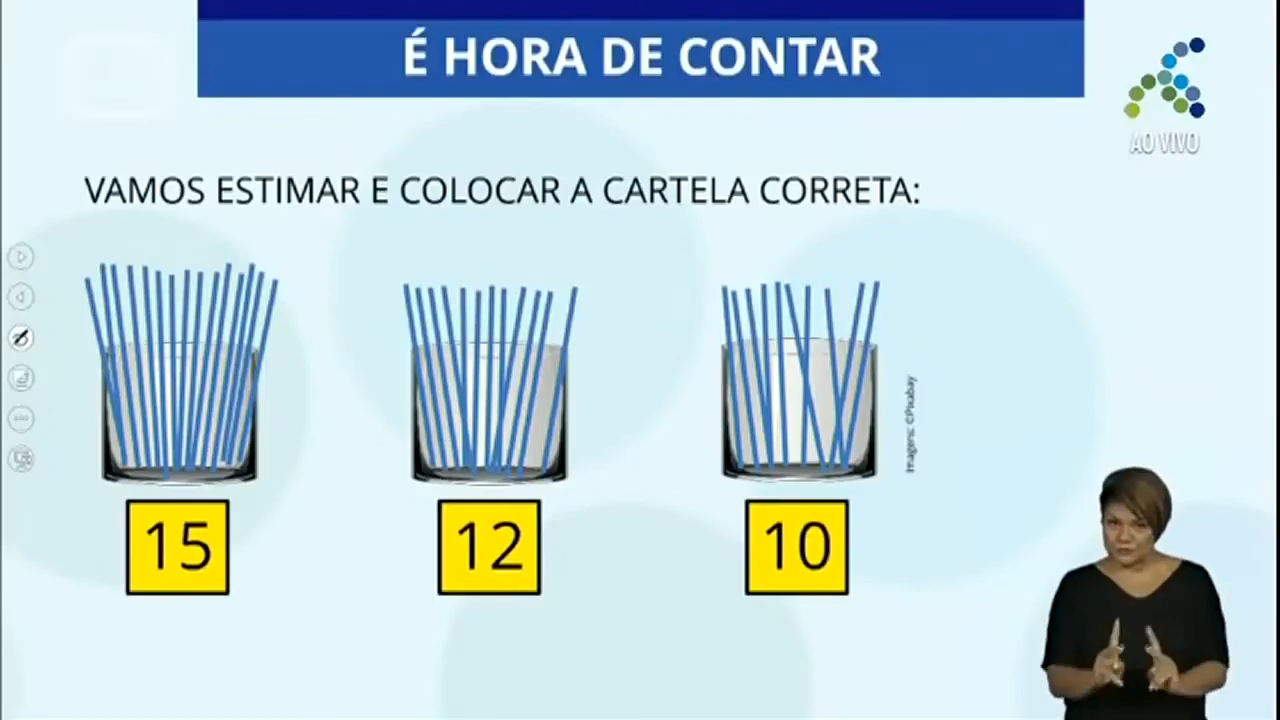 É HORA DE CONTAR
AO VIVO
VAMOS ESTIMAR E COLOCAR A CARTELA CORRETA:
Imagens: ©Pixabay
15
12
10